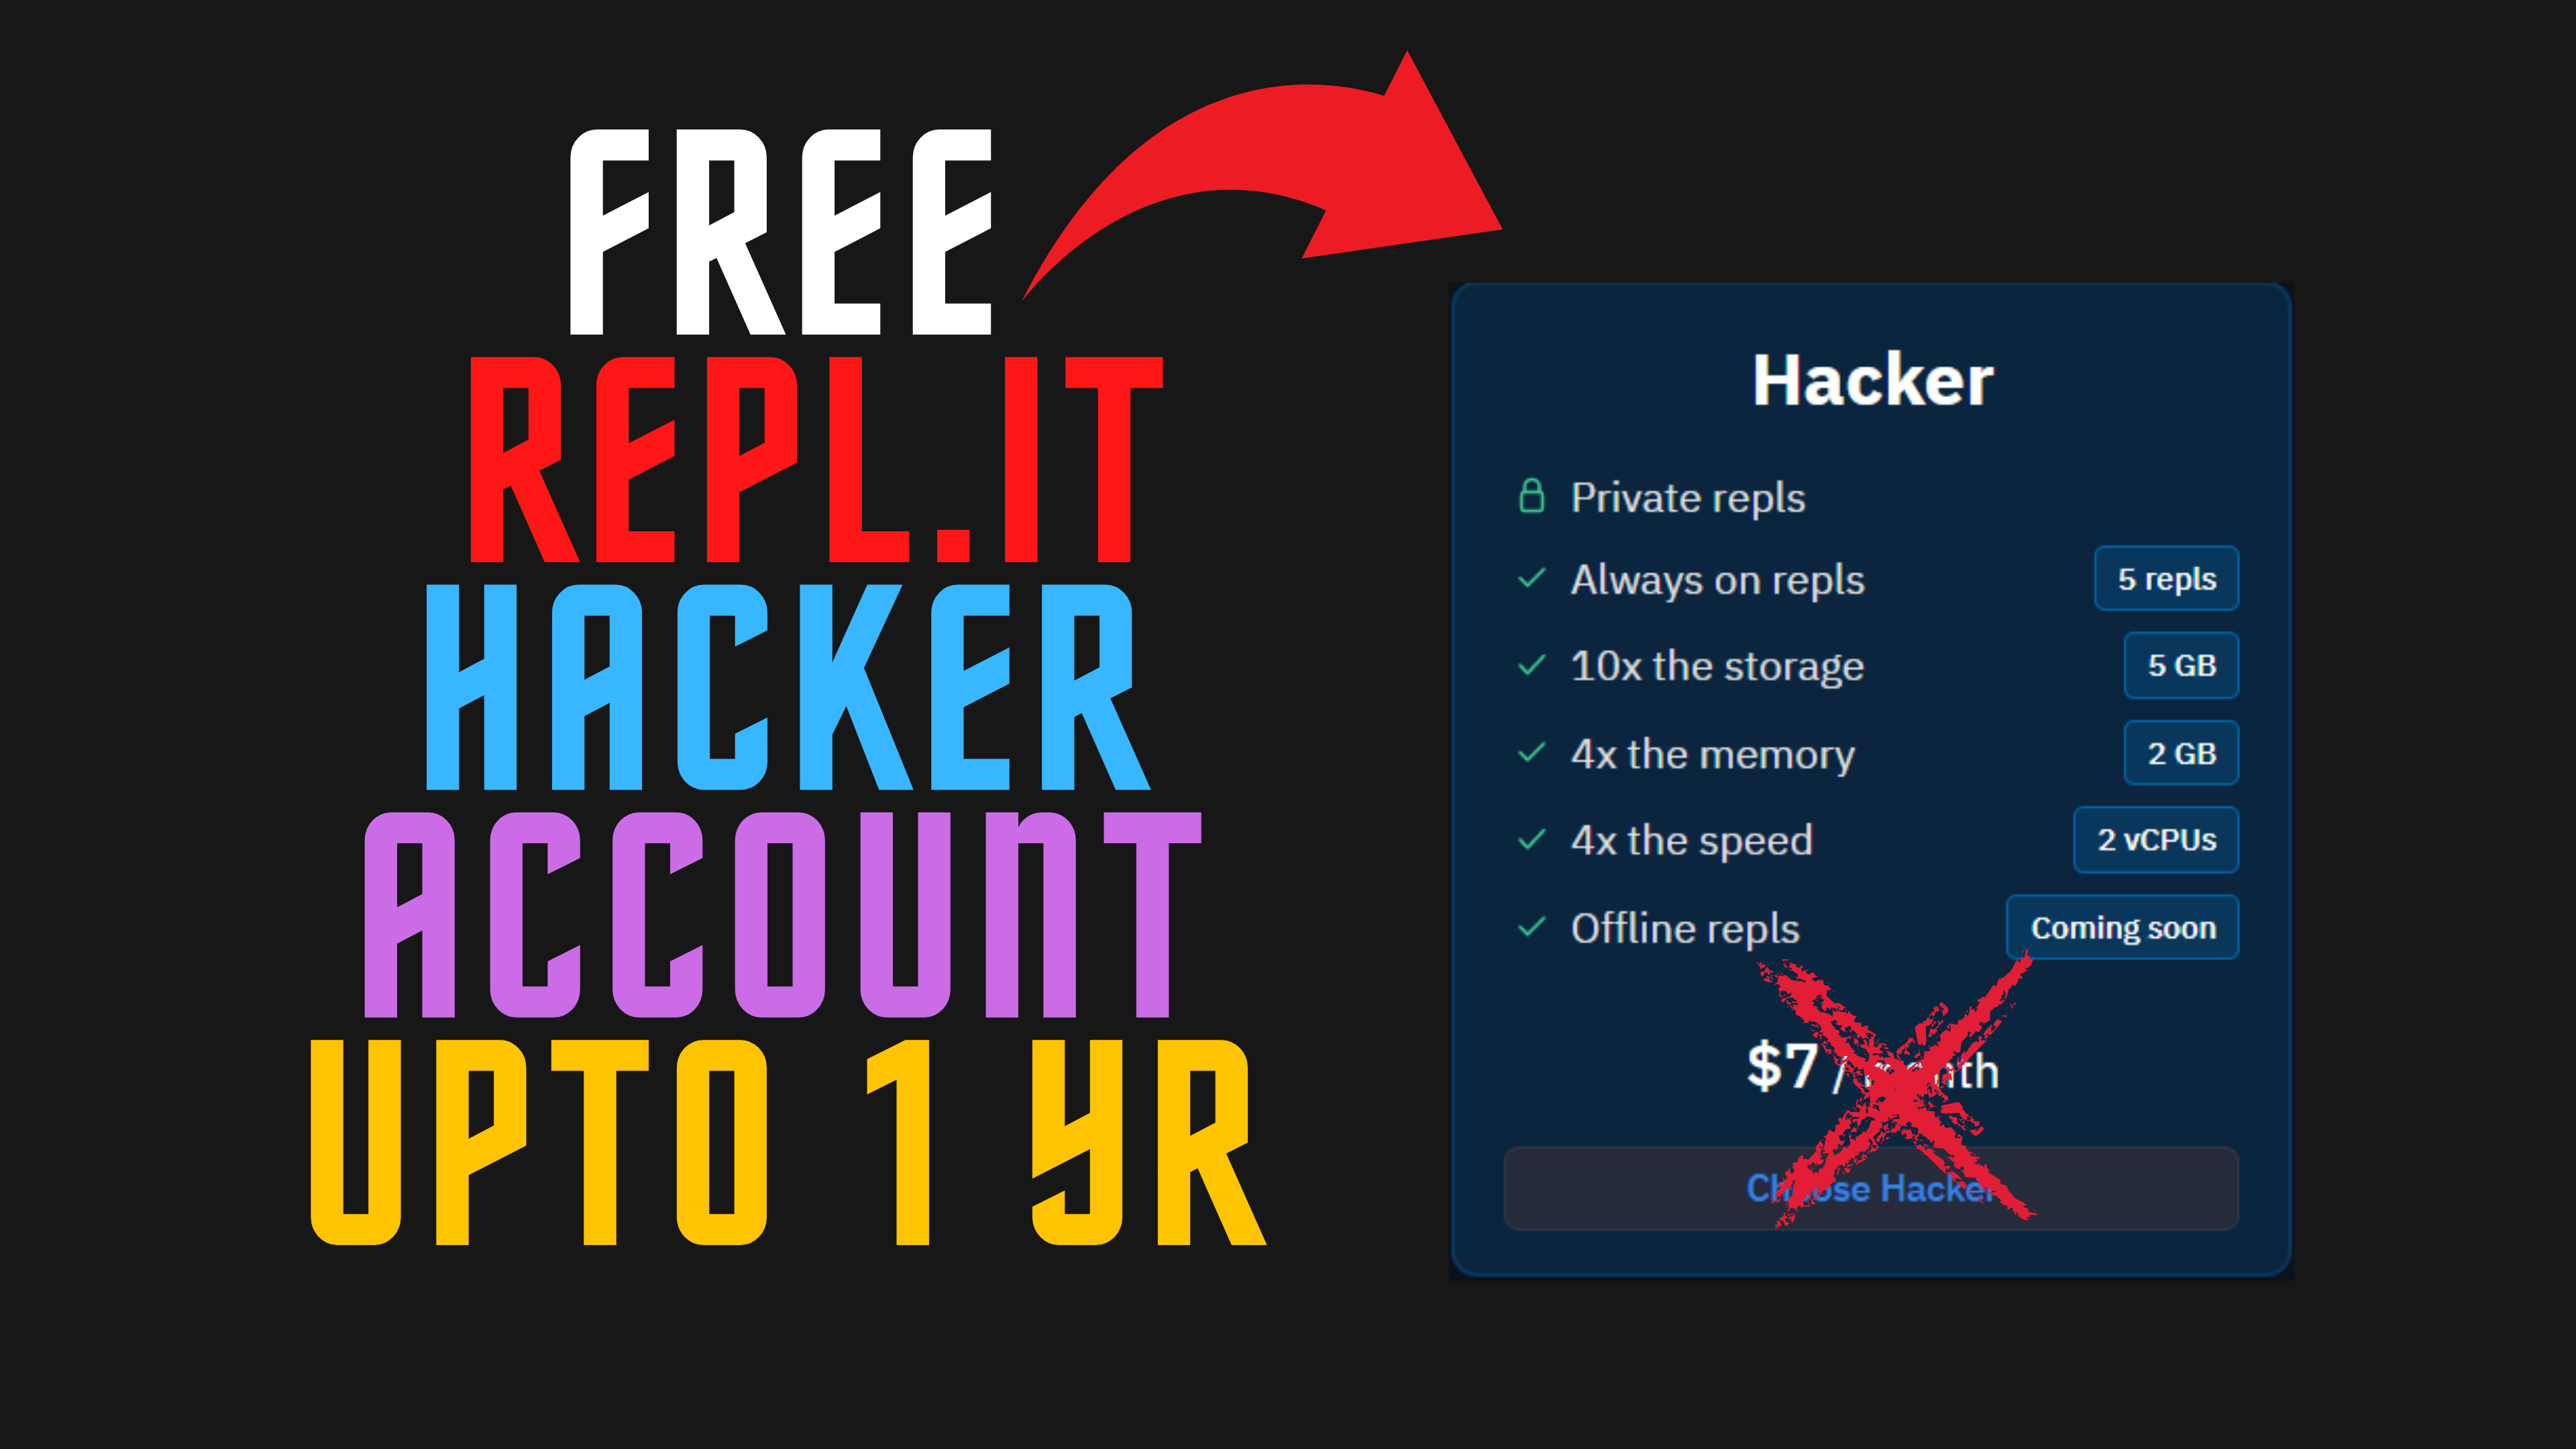 FREE
REPL.IT
HACKER
ACCOUNT
UPTO 1 YR
Hacker
Private repls
Always on repls 5 repls
10x the storage 5 GB
4x the memory 2 GB
4x the speed 2 vCPUs
Offline repls Coming soon
$7 / month
Choose Hacker